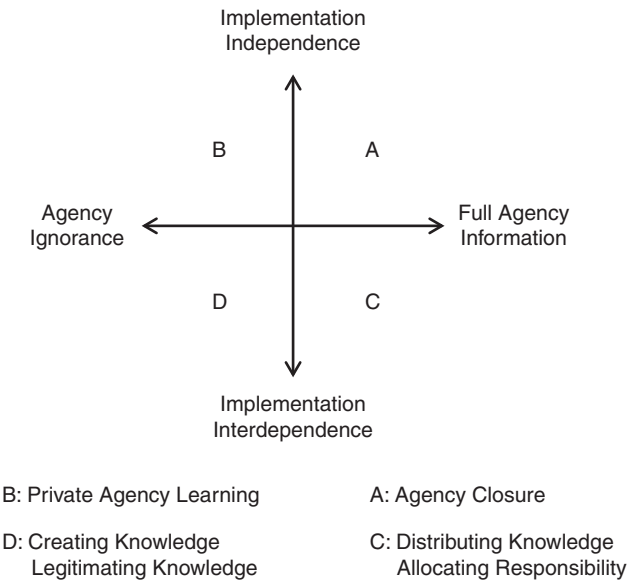 Implementation
Independence
B
A
Agency
Ignorance
Full Agency
Information
D
C
Implementation
Interdependence
B: Private Agency Learning
A: Agency Closure
D: Creating Knowledge
Legitimating Knowledge
C: Distributing Knowledge
Allocating Responsibility